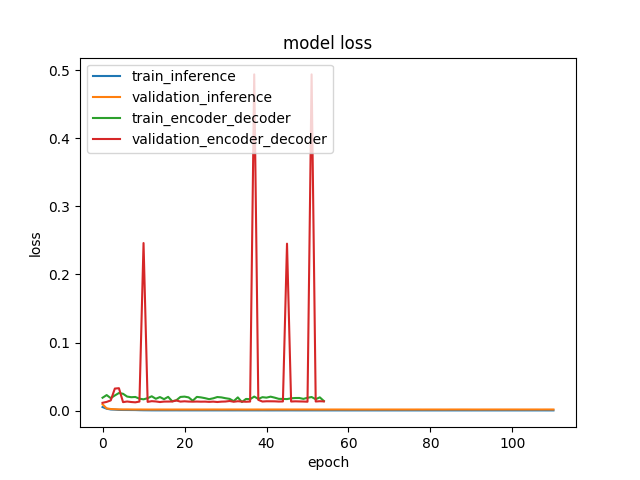 model loss
train_inference
validation_inference
train_encoder_decoder
validation_encoder_decoder
0.5
0.4
0.3
0.2
0.1
0.0
loss
0 20 40 60 80 100
epoch